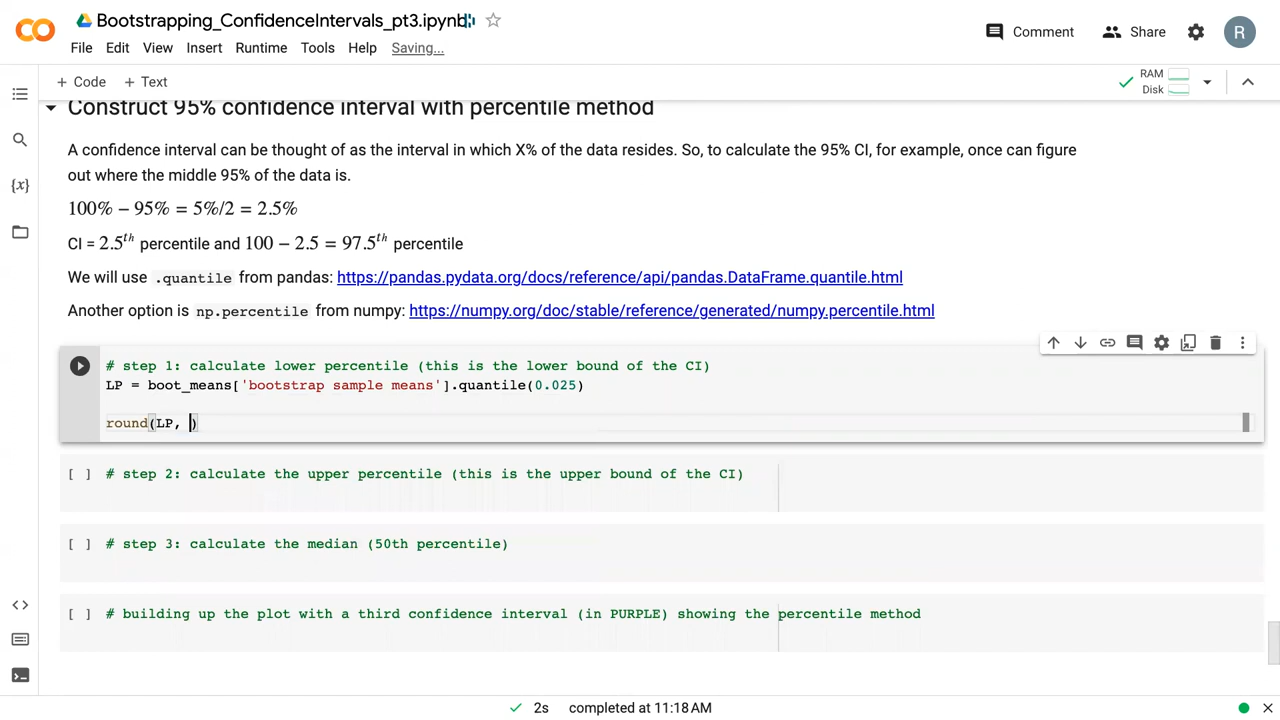 Bootstrapping_ConfidenceIntervals_pt3.ipynb
File Edit View Insert Runtime Tools Help Saving...
Comment Share R
+ Code + Text
RAM
Disk
Construct 95% confidence interval with percentile method
A confidence interval can be thought of as the interval in which X% of the data resides. So, to calculate the 95% CI, for example, once can figure
out where the middle 95% of the data is.
100% − 95% = 5%/2 = 2.5%
CI = 2.5th percentile and 100 − 2.5 = 97.5th percentile
We will use .quantile from pandas: https://pandas.pydata.org/docs/reference/api/pandas.DataFrame.quantile.html
Another option is np.percentile from numpy: https://numpy.org/doc/stable/reference/generated/numpy.percentile.html
# step 1: calculate lower percentile (this is the lower bound of the CI)
LP = boot_means['bootstrap sample means'].quantile(0.025)
round(LP, )
[ ] # step 2: calculate the upper percentile (this is the upper bound of the CI)
[ ] # step 3: calculate the median (50th percentile)
[ ] # building up the plot with a third confidence interval (in PURPLE) showing the percentile method
2s completed at 11:18 AM